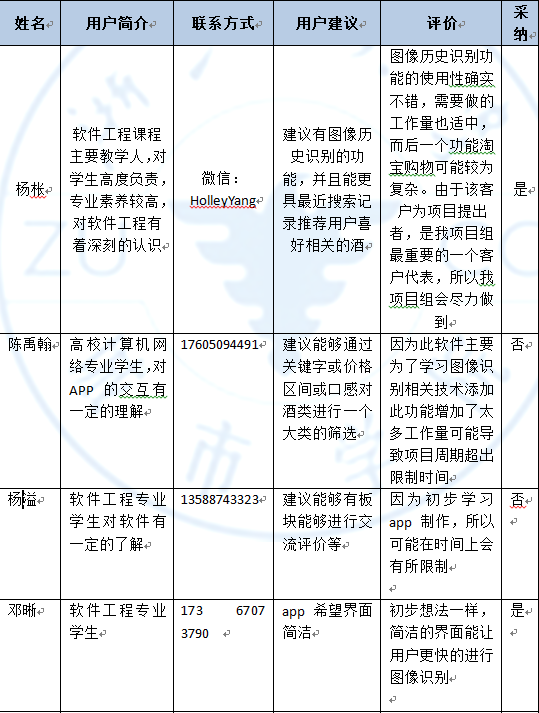 姓名
用户简介
联系方式
用户建议
评价
采
纳
杨枨
软件工程课程
主要教学人，对
学生高度负责，
专业素养较高，
对软件工程有
着深刻的认识
微信：
HolleyYang
建议有图像历
史识别的功
能，并且能更
具最近搜索记
录推荐用户喜
好相关的酒
图像历史识别功
能的使用性确实
不错，需要做的
工作量也适中，
而后一个功能淘
宝购物可能较为
复杂。由于该客
户为项目提出
者，是我项目组
最重要的一个客
户代表，所以我
项目组会尽力做
到
是
陈禹翰
高校计算机网
络专业学生，对
APP 的交互有
一定的理解
17605094491
建议能够通过
关键字或价格
区间或口感对
酒类进行一个
大类的筛选
因为此软件主要
为了学习图像识
别相关技术添加
此功能增加了太
多工作量可能导
致项目周期超出
限制时间
否
杨溢
软件工程专业
学生对软件有
一定的了解
13588743323
建议能够有板
块能够进行交
流评价等
因为初步学习
app 制作，所以
可能在时间上会
有所限制
否
邓晰
软件工程专业
学生
173 6707
3790
app 希望界面
简洁
初步想法一样，
简洁的界面能让
用户更快的进行
图像识别
是